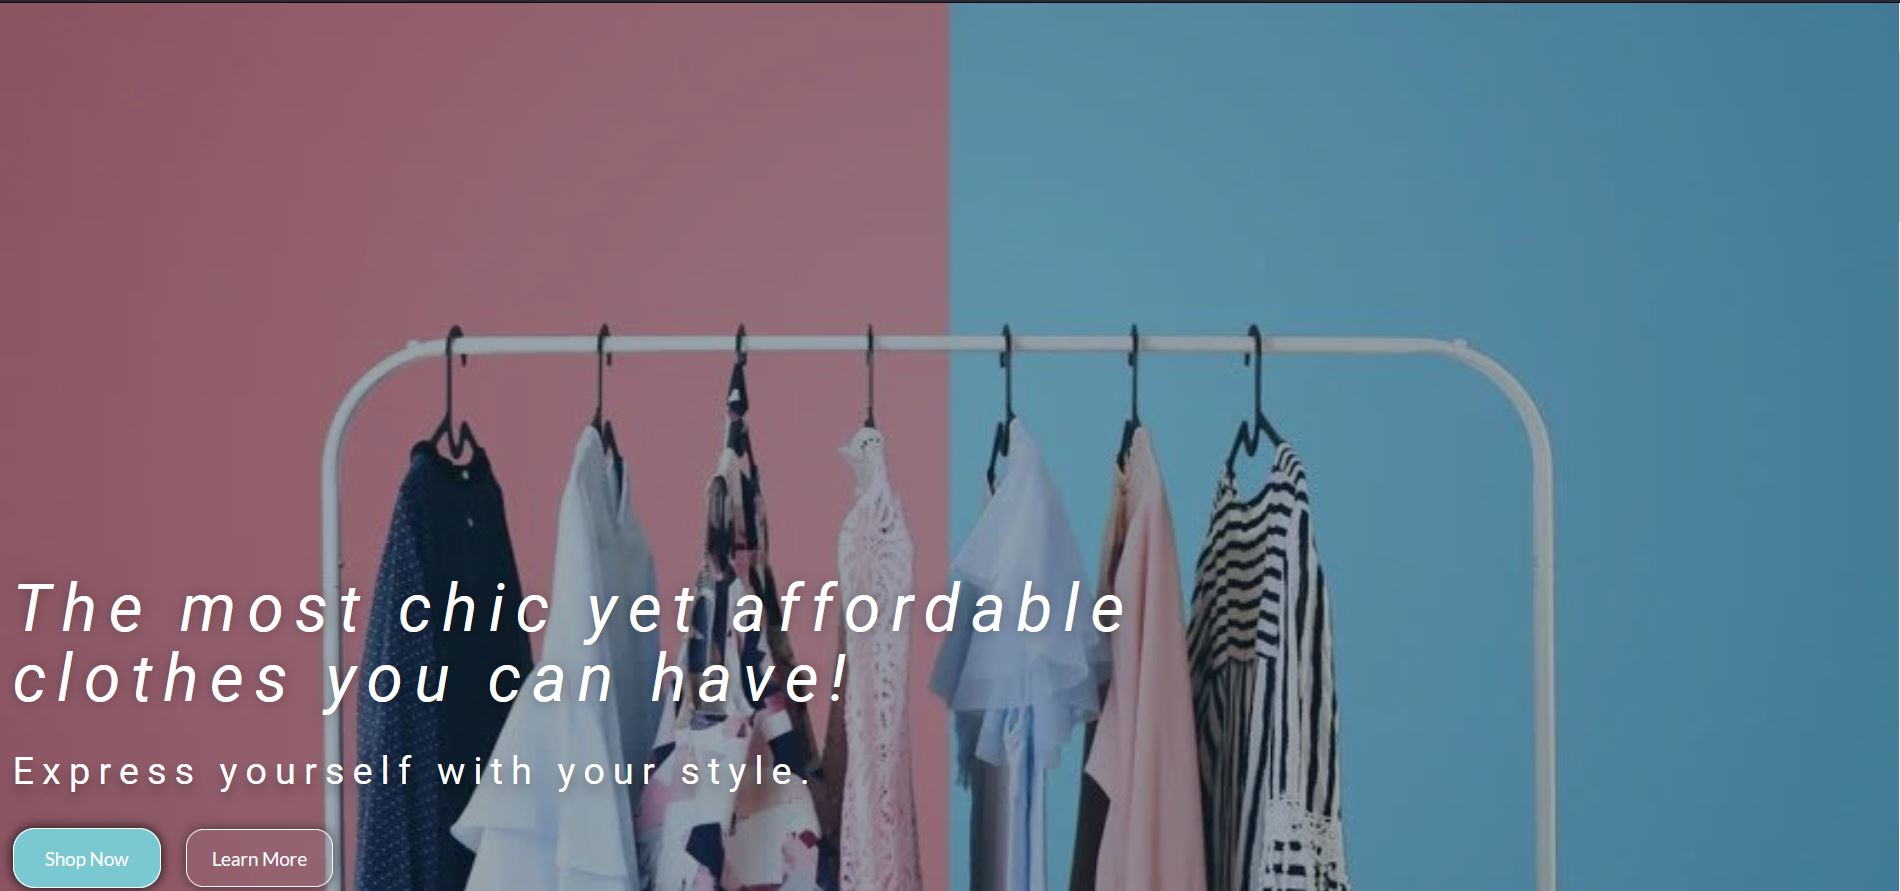 The most chic yet affordable
clothes you can have!
Express yourself with your style.
Shop Now
Learn More